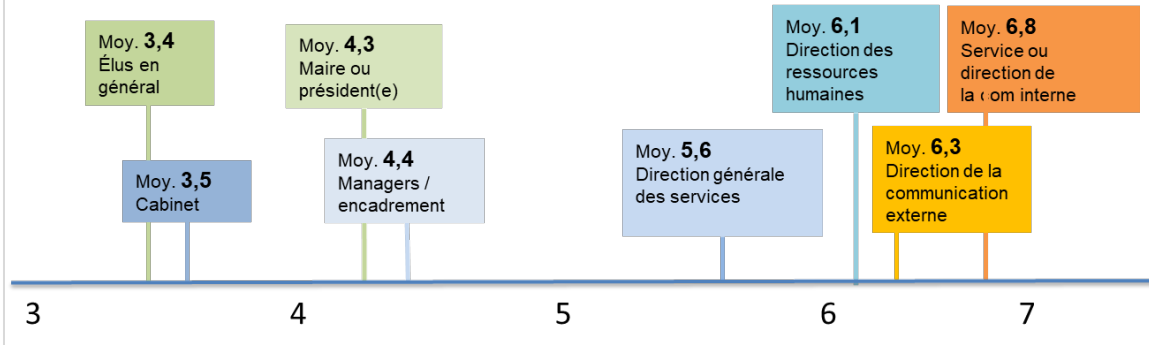 Moy. 3,4
Élus en
général
Moy. 3,5
Cabinet
Moy. 4,3
Maire ou
président(e)
Moy. 4,4
Managers /
encadrement
Moy. 5,6
Direction générale
des services
Moy. 6,1
Direction des
ressources
humaines
Moy. 6,3
Direction de la
communication
externe
Moy. 6,8
Service ou
direction de
la com interne
3
4
5
6
7